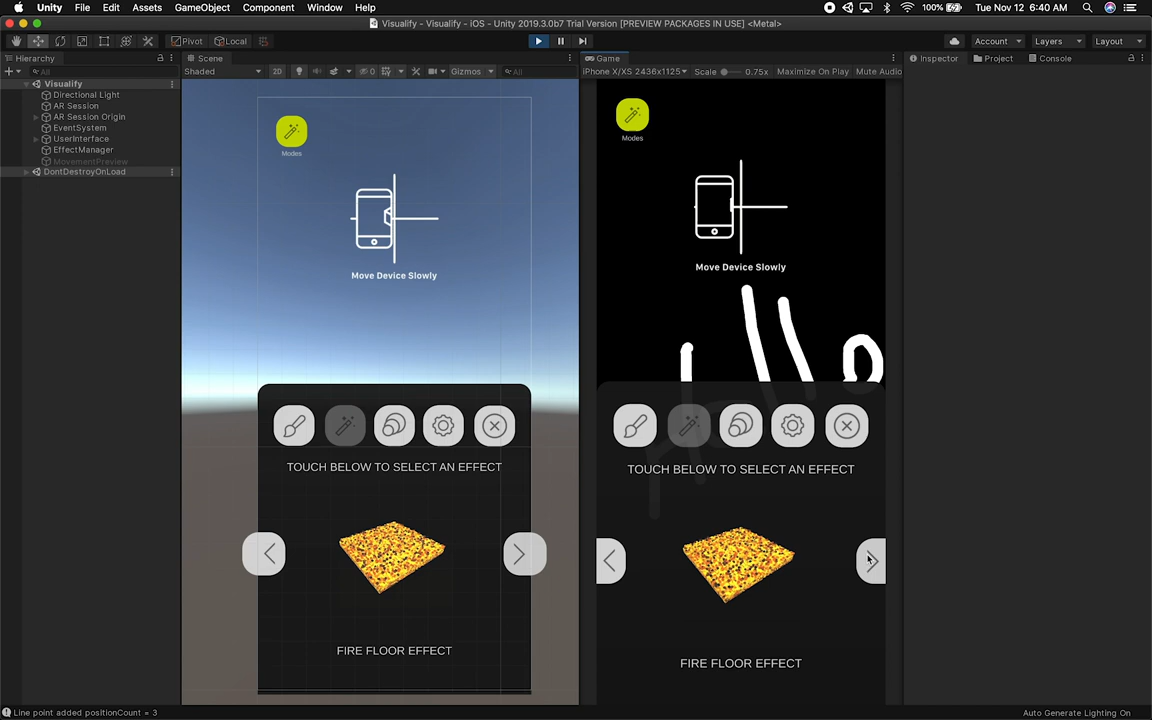 Unity File Edit Assets GameObject Component Window Help 100% Tue Nov 12 6:40 AM
Visualify - Visualify - iOS - Unity 2019.3.0b7 Trial Version [PREVIEW PACKAGES IN USE] <Metal>
Pivot Local Account Layers Layout
Hierarchy Scene Game Inspector Project Console
All Shaded 2D 0 Gizmos All iPhone X/XS 2436x1125 Scale 0.75x Maximize On Play Mute Audio
Visualify
Directional Light
AR Session
AR Session Origin
EventSystem
UserInterface
EffectManager
MovementPreview
DontDestroyOnLoad
Modes
Move Device Slowly
TOUCH BELOW TO SELECT AN EFFECT
FIRE FLOOR EFFECT
Modes
Move Device Slowly
TOUCH BELOW TO SELECT AN EFFECT
FIRE FLOOR EFFECT
Line point added positionCount = 3
Auto Generate Lighting On